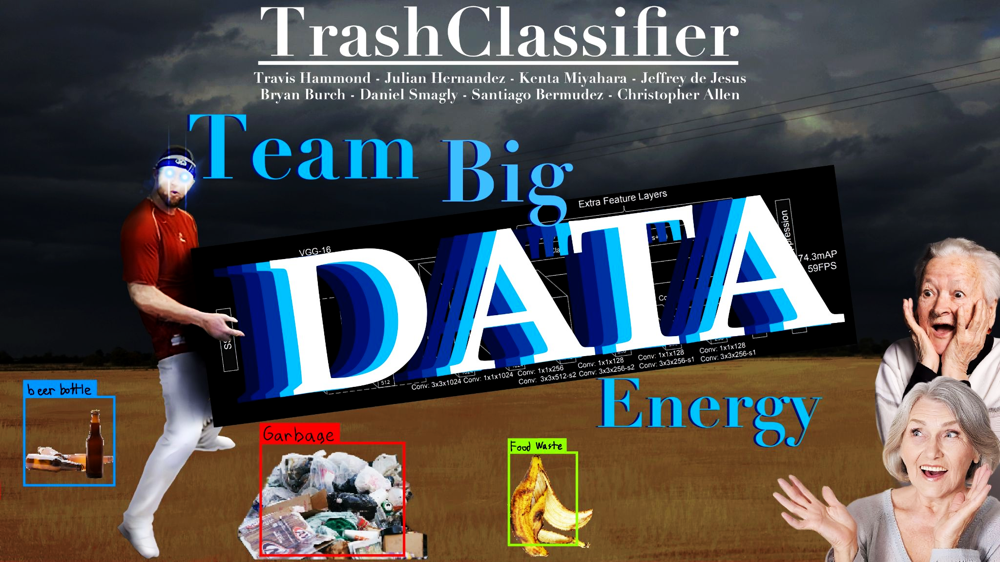 TrashClassifier
Travis Hammond - Julian Hernandez - Kenta Miyahara - Jeffrey de Jesus
Bryan Burch - Daniel Smagly - Santiago Bermudez - Christopher Allen
Team Big
Extra Feature Layers
VGG-16
DATA
74.3mAP
59FPS
512
Conv: 3x3x1024
Conv: 1x1x1024
Conv: 1x1x256
Conv: 3x3x512-s2
Conv: 1x1x128
Conv: 3x3x256-s2
Conv: 1x1x128
Conv: 3x3x256-s1
Conv: 1x1x128
Conv: 3x3x256-s1
Energy
beer bottle
Garbage
Food Waste